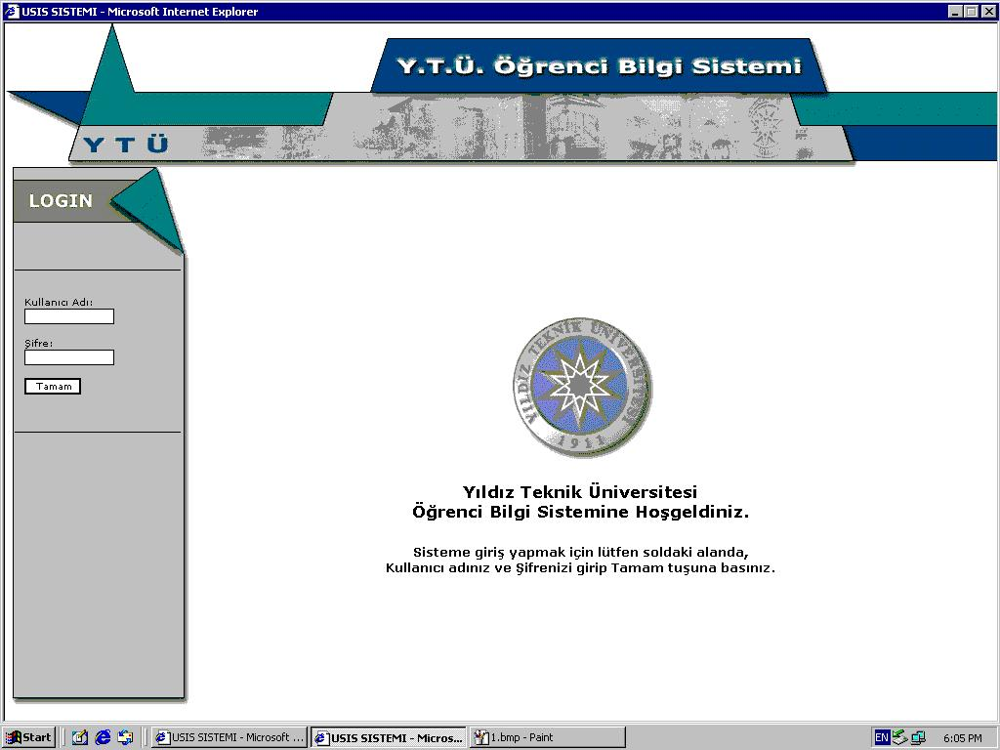 USIS SISTEMI - Microsoft Internet Explorer
Y.T.Ü. Öğrenci Bilgi Sistemi
Y T Ü
LOGIN
Kullanıcı Adı:
Şifre:
Tamam
YILDIZ TEKNİK ÜNİVERSİTESİ
1911
Yıldız Teknik Üniversitesi
Öğrenci Bilgi Sistemine Hoşgeldiniz.
Sisteme giriş yapmak için lütfen soldaki alanda,
Kullanıcı adınız ve Şifrenizi girip Tamam tuşuna basınız.
Start
USIS SISTEMI - Microsoft ...
USIS SISTEMI - Micros...
1.bmp - Paint
EN
6:05 PM